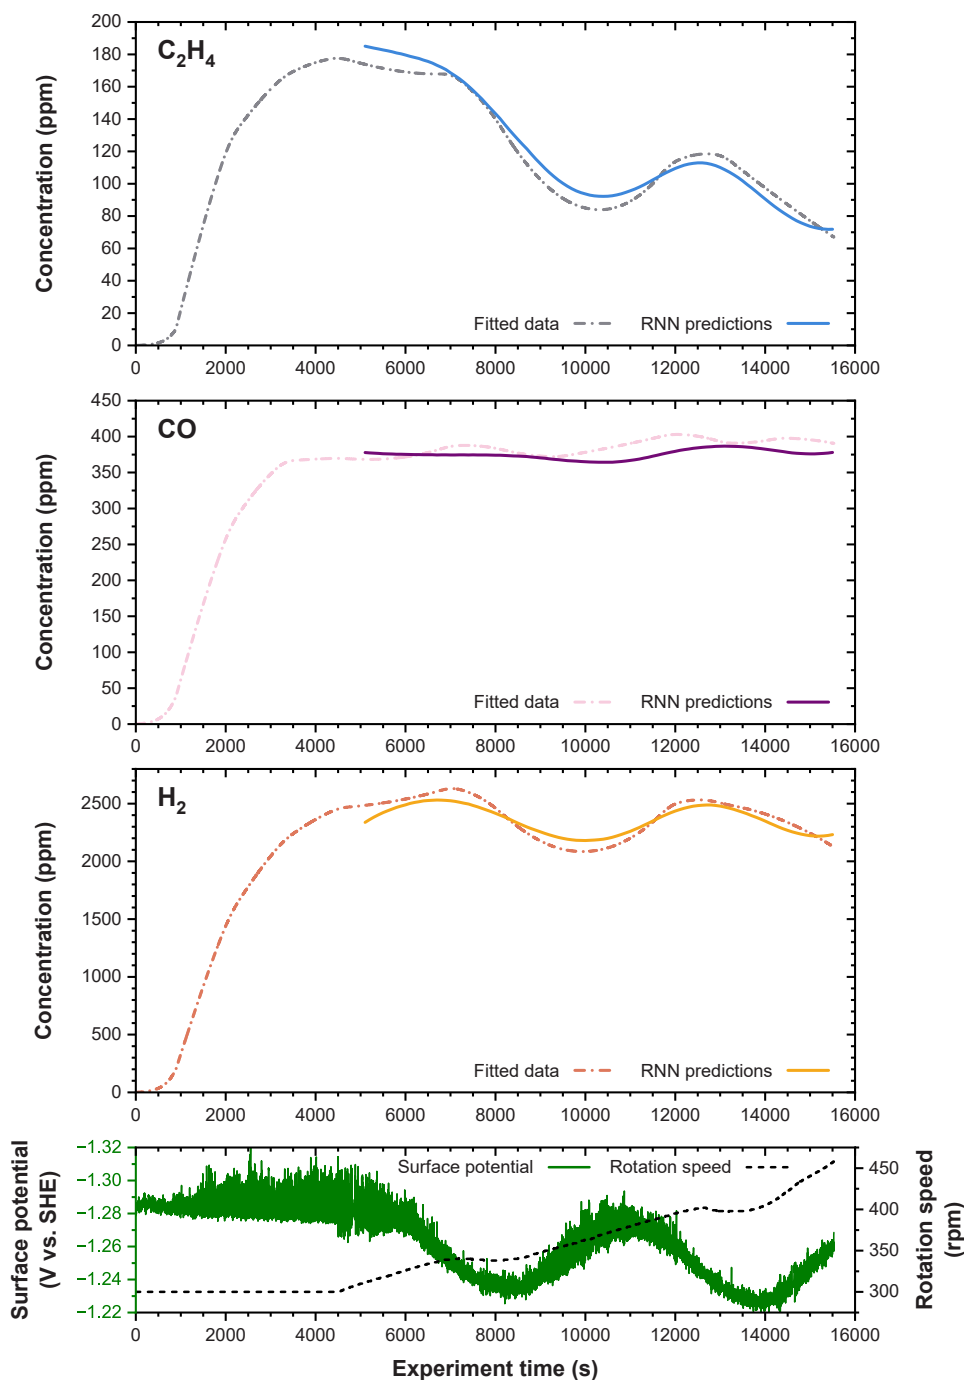 200
180
160
140
120
100
80
60
40
20
0
Concentration (ppm)
C2H4
Fitted data
RNN predictions
0 2000 4000 6000 8000 10000 12000 14000 16000
450
400
350
300
250
200
150
100
50
0
Concentration (ppm)
CO
Fitted data
RNN predictions
0 2000 4000 6000 8000 10000 12000 14000 16000
2500
2000
1500
1000
500
0
Concentration (ppm)
H2
Fitted data
RNN predictions
0 2000 4000 6000 8000 10000 12000 14000 16000
−1.32
−1.30
−1.28
−1.26
−1.24
−1.22
Surface potential
(V vs. SHE)
Surface potential
Rotation speed
450
400
350
300
Rotation speed
(rpm)
0 2000 4000 6000 8000 10000 12000 14000 16000
Experiment time (s)